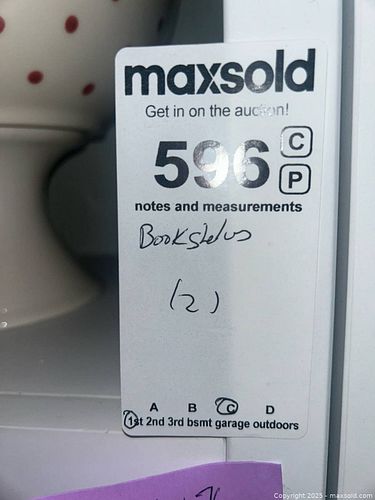 maxsold
Get in on the auction!
596 C
P
notes and measurements
Bookshelves
(2)
A B C D
1st 2nd 3rd bsmt garage outdoors
Copyright 2025 - maxsold.com